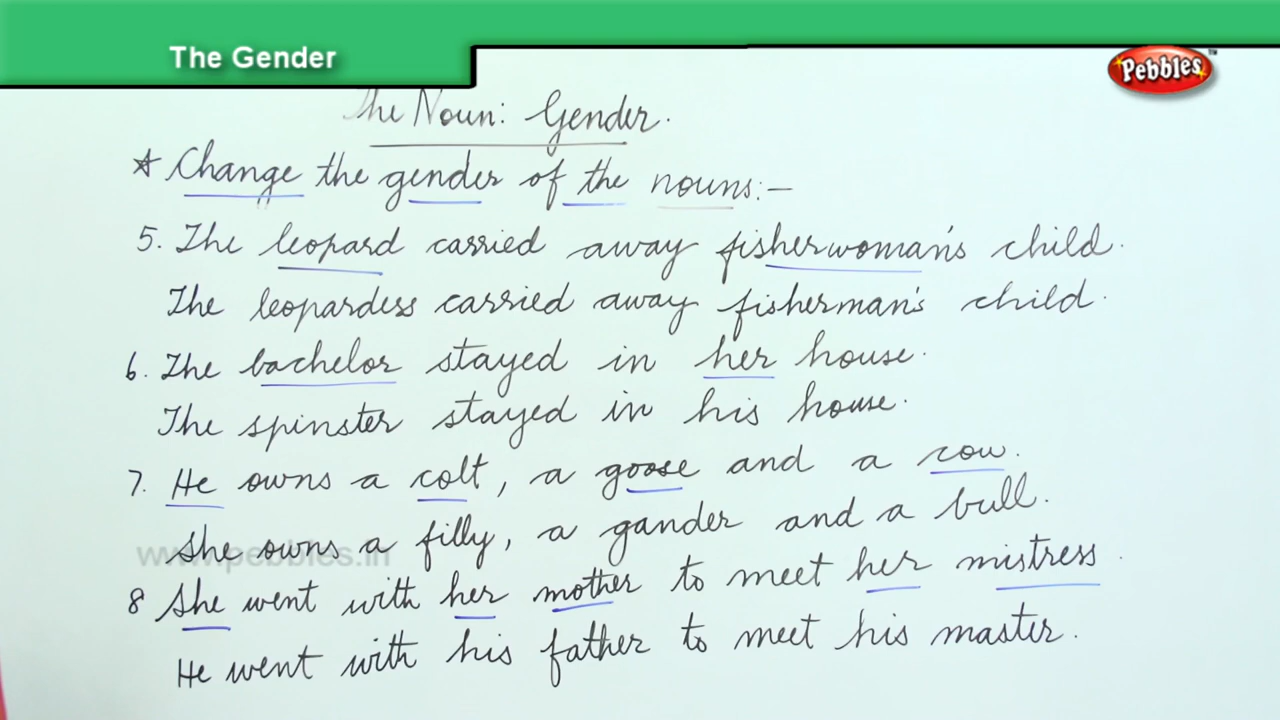 The Gender
Pebbles™
The Noun: Gender.
* Change the gender of the nouns:-
5. The leopard carried away fisherwoman's child.
The leopardess carried away fisherman's child.
6. The bachelor stayed in her house.
The spinster stayed in his house.
7. He owns a colt, a goose and a cow.
She owns a filly, a gander and a bull.
www.pebbles.in
8 She went with her mother to meet her mistress.
He went with his father to meet his master.